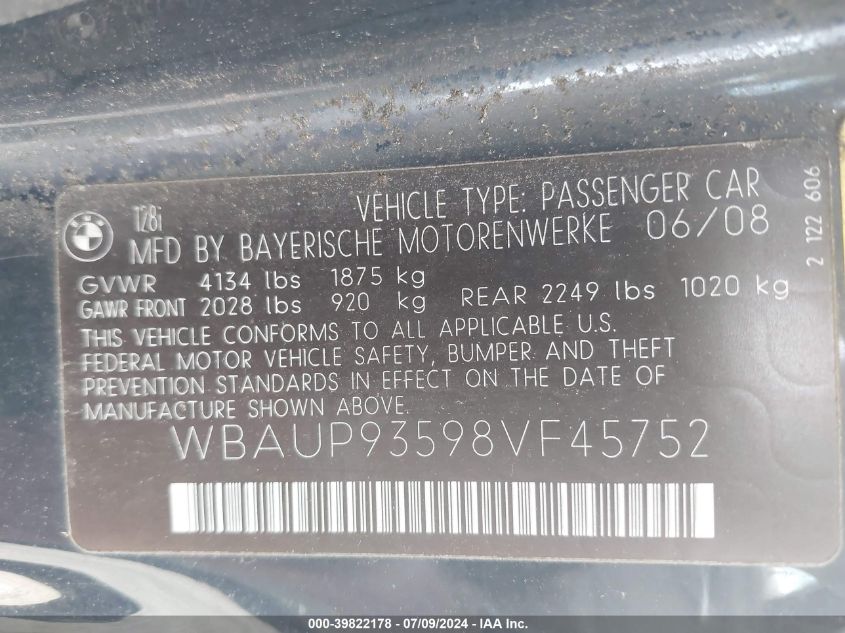 128i
VEHICLE TYPE: PASSENGER CAR
MFD BY BAYERISCHE MOTORENWERKE 06/08
GVWR 4134 lbs 1875 kg
GAWR FRONT 2028 lbs 920 kg REAR 2249 lbs 1020 kg
THIS VEHICLE CONFORMS TO ALL APPLICABLE U.S.
FEDERAL MOTOR VEHICLE SAFETY, BUMPER AND THEFT
PREVENTION STANDARDS IN EFFECT ON THE DATE OF
MANUFACTURE SHOWN ABOVE.
WBAUP93598VF45752
2 122 606
000-39822178 / 07/09/2024 - IAA Inc.